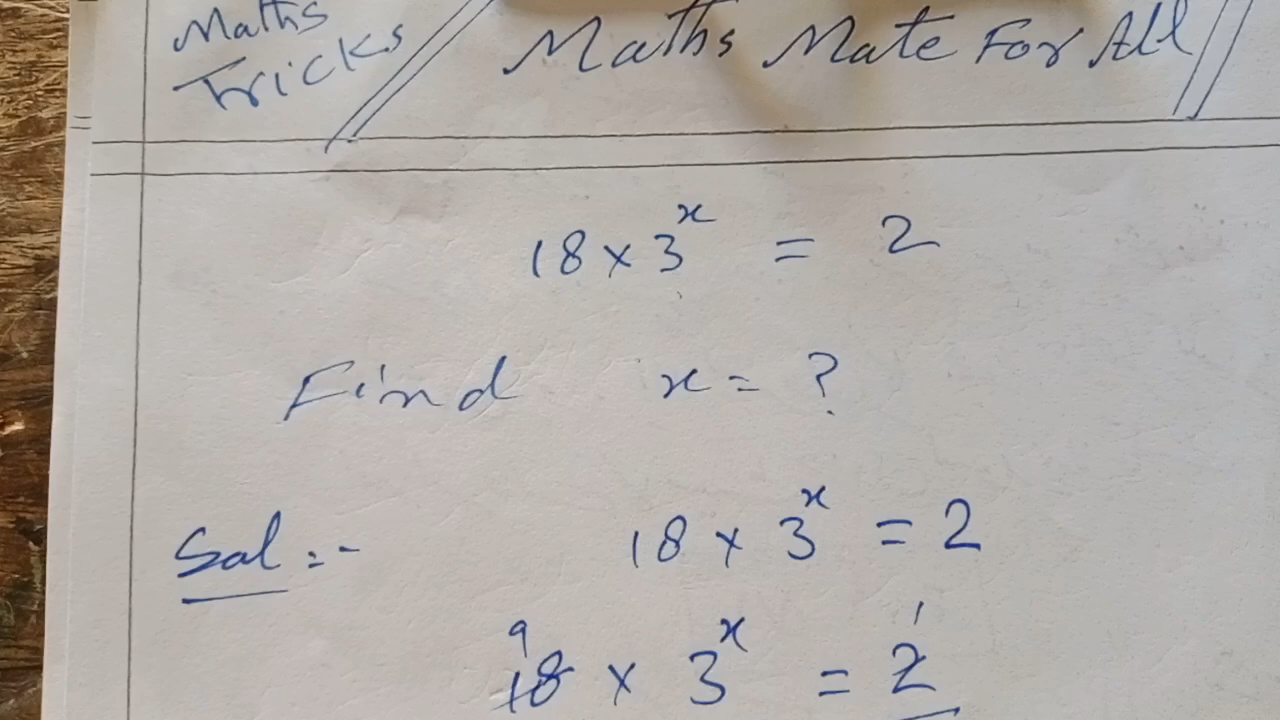 Maths
Tricks
Maths Mate For All
18 × 3^x = 2
Find x = ?
Sol :-
18 × 3^x = 2
9 1
18 × 3^x = 2